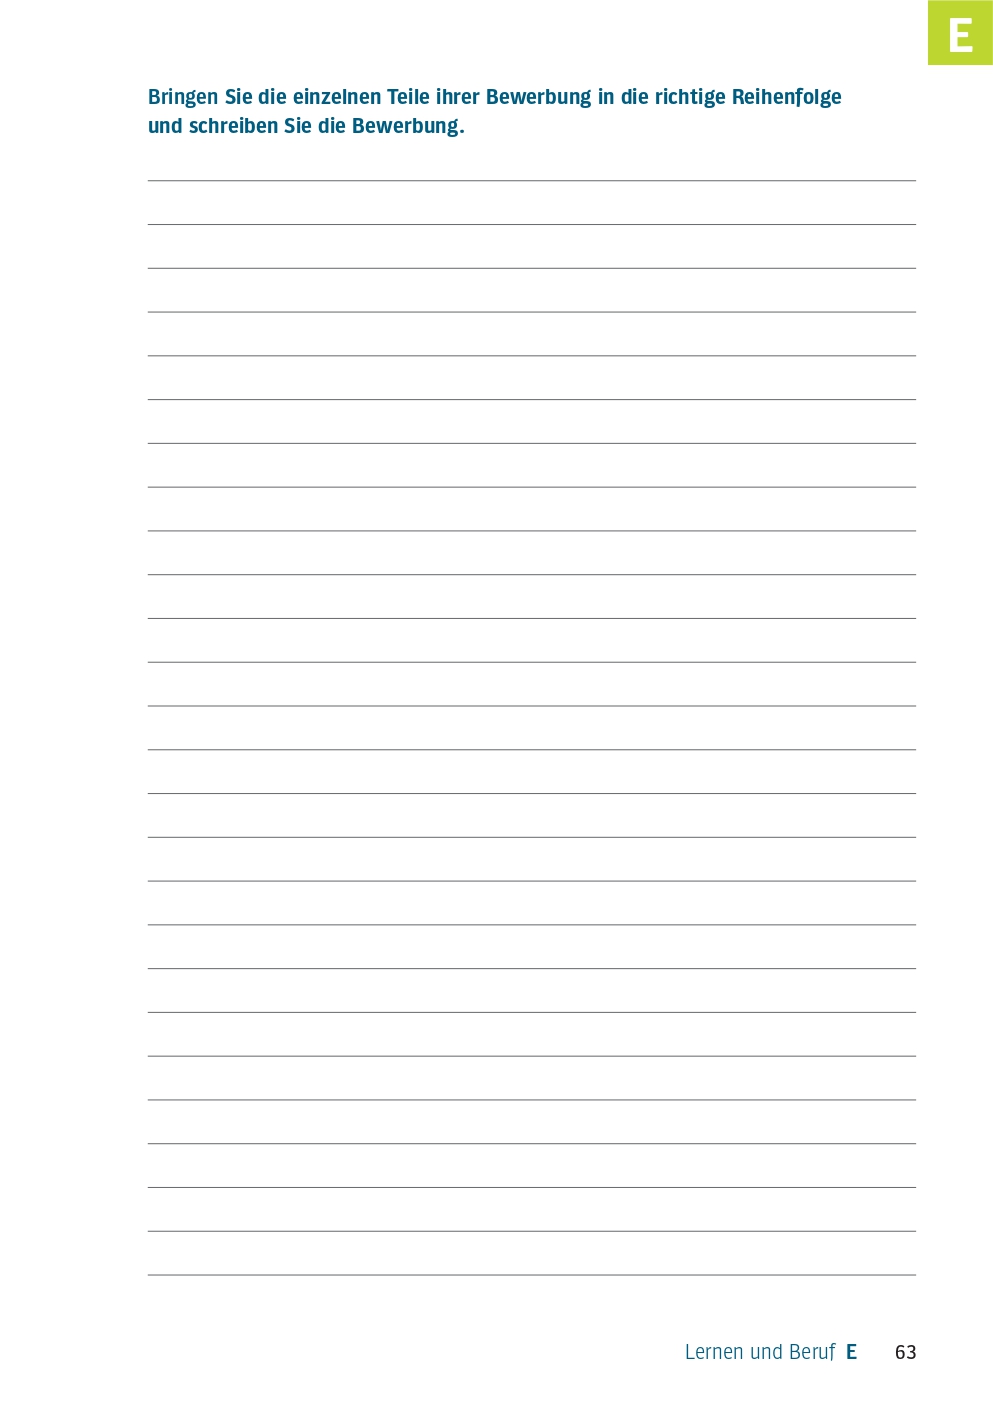 E
Bringen Sie die einzelnen Teile ihrer Bewerbung in die richtige Reihenfolge
und schreiben Sie die Bewerbung.
Lernen und Beruf E 63